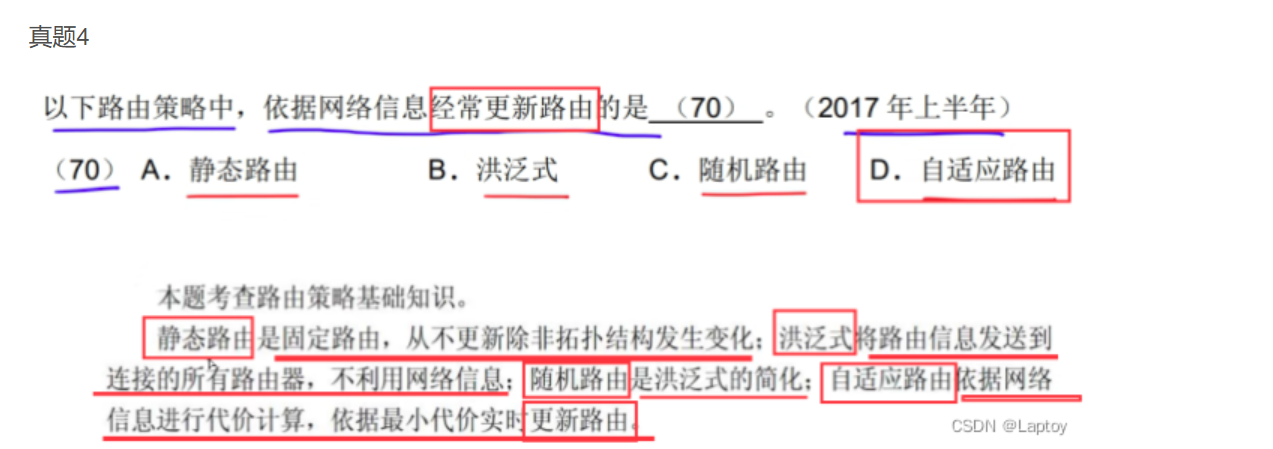 真题4
以下路由策略中，依据网络信息经常更新路由的是 （70） 。（2017 年上半年）
（70） A．静态路由 B．洪泛式 C．随机路由 D．自适应路由
本题考查路由策略基础知识。
静态路由是固定路由，从不更新除非拓扑结构发生变化；洪泛式将路由信息发送到
连接的所有路由器，不利用网络信息；随机路由是洪泛式的简化；自适应路由依据网络
信息进行代价计算，依据最小代价实时更新路由。
CSDN @Laptoy